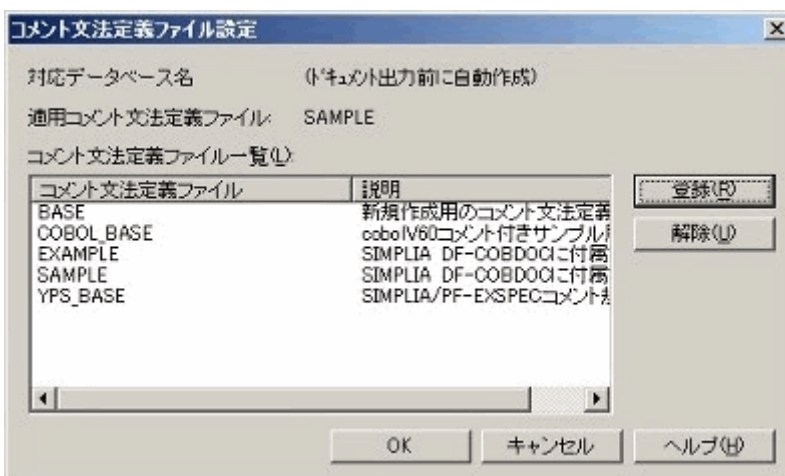 コメント文法定義ファイル設定
対応データベース名 (ドキュメント出力前に自動作成)
適用コメント文法定義ファイル: SAMPLE
コメント文法定義ファイル一覧(L):
コメント文法定義ファイル 説明
BASE 新規作成用のコメント文法定義
COBOL_BASE cobolV60コメント付きサンプル
EXAMPLE SIMPLIA DF-COBDOCに付属
SAMPLE SIMPLIA DF-COBDOCに付属
YPS_BASE SIMPLIA/PF-EXSPECコメント
登録(R)
解除(U)
OK キャンセル ヘルプ(H)